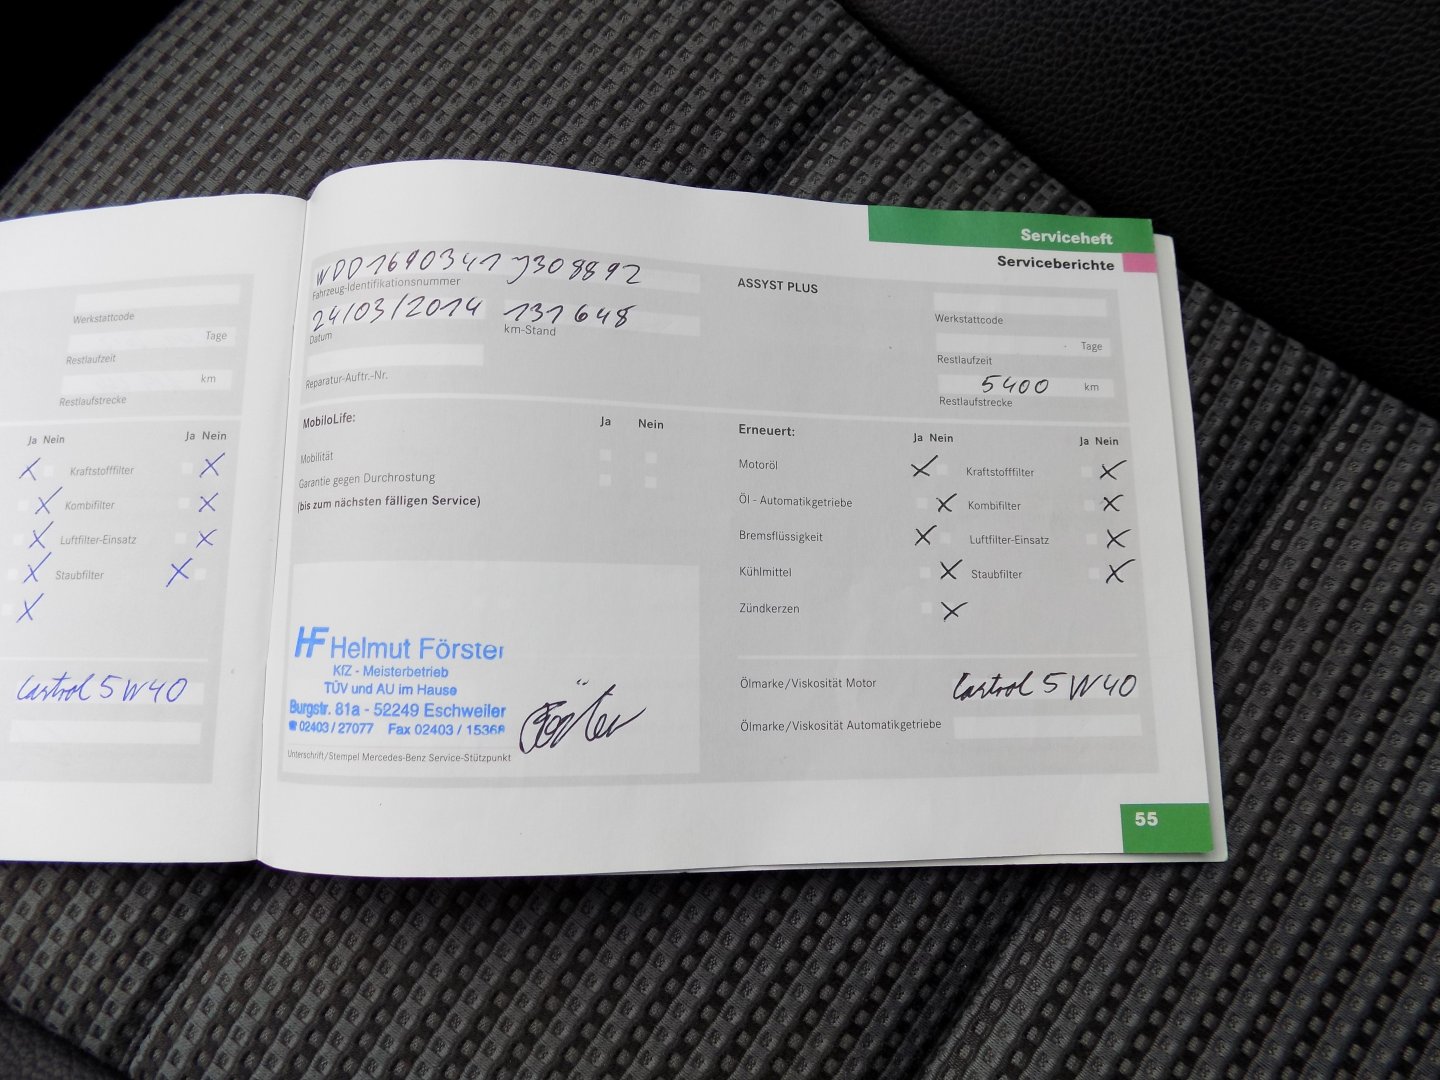 Werkstattcode
Tage
Restlaufzeit
km
Restlaufstrecke
Ja Nein Ja Nein
X Kraftstofffilter X
X Kombifilter X
X Luftfilter-Einsatz X
X Staubfilter X
X
Castrol 5W40
Serviceheft
Serviceberichte
WDD1690341J308892
Fahrzeug-Identifikationsnummer
24/03/2014 131648
Datum km-Stand
Reparatur-Auftr.-Nr.
ASSYST PLUS
Werkstattcode
Tage
Restlaufzeit
5400 km
Restlaufstrecke
MobiloLife: Ja Nein
Mobilität
Garantie gegen Durchrostung
(bis zum nächsten fälligen Service)
HF Helmut Förster
KfZ - Meisterbetrieb
TÜV und AU im Hause
Burgstr. 81a - 52249 Eschweiler
☎ 02403 / 27077 Fax 02403 / 15368
Förster
Unterschrift/Stempel Mercedes-Benz Service-Stützpunkt
Erneuert: Ja Nein Ja Nein
Motoröl X Kraftstofffilter X
Öl - Automatikgetriebe X Kombifilter X
Bremsflüssigkeit X Luftfilter-Einsatz X
Kühlmittel X Staubfilter X
Zündkerzen X
Ölmarke/Viskosität Motor Castrol 5W40
Ölmarke/Viskosität Automatikgetriebe
55